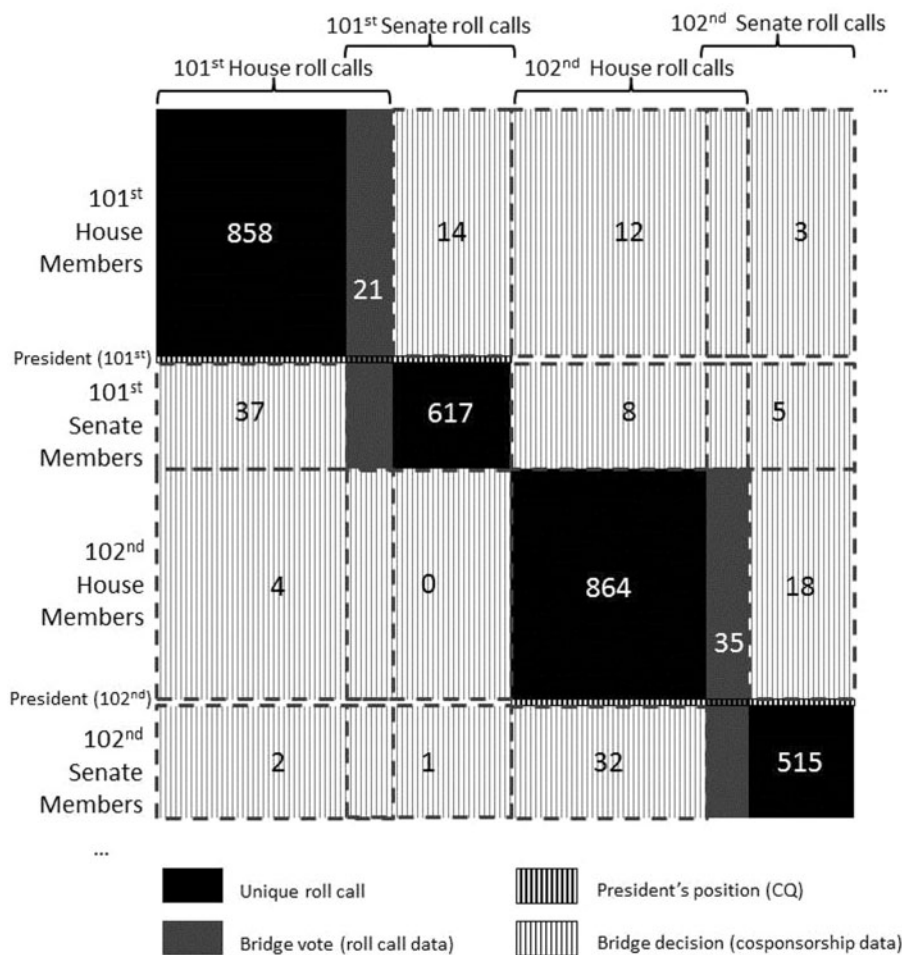 101st Senate roll calls
102nd Senate roll calls
101st House roll calls
102nd House roll calls
...
101st
House
Members
858
21
14
12
3
President (101st)
101st
Senate
Members
37
617
8
5
102nd
House
Members
4
0
864
35
18
President (102nd)
102nd
Senate
Members
2
1
32
515
...
Unique roll call
President's position (CQ)
Bridge vote (roll call data)
Bridge decision (cosponsorship data)